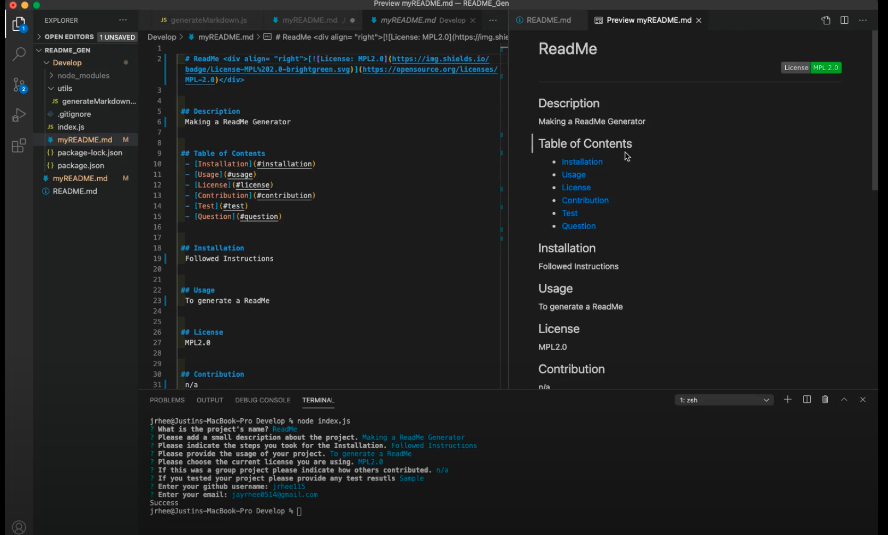 Preview myREADME.md — README_Gen
EXPLORER
OPEN EDITORS 1 UNSAVED
README_GEN
Develop
node_modules
utils
JS generateMarkdown...
.gitignore
JS index.js
myREADME.md M
{} package-lock.json
{} package.json
myREADME.md M
README.md
1
2
JS generateMarkdown.js
myREADME.md ./
myREADME.md Develop
Develop > myREADME.md > # ReadMe <div align= "right">[![License: MPL2.0](https://img.shie
1
2 # ReadMe <div align= "right">[![License: MPL2.0](https://img.shields.io/
badge/License-MPL%202.0-brightgreen.svg)](https://opensource.org/licenses/
MPL-2.0)</div>
3
4
5 ## Description
6 Making a ReadMe Generator
7
8
9 ## Table of Contents
10 - [Installation](#installation)
11 - [Usage](#usage)
12 - [License](#license)
13 - [Contribution](#contribution)
14 - [Test](#test)
15 - [Question](#question)
16
17
18 ## Installation
19 Followed Instructions
20
21
22 ## Usage
23 To generate a ReadMe
24
25
26 ## License
27 MPL2.0
28
29
30 ## Contribution
31 n/a
README.md
Preview myREADME.md
ReadMe
License MPL 2.0
Description
Making a ReadMe Generator
Table of Contents
Installation
Usage
License
Contribution
Test
Question
Installation
Followed Instructions
Usage
To generate a ReadMe
License
MPL2.0
Contribution
n/a
PROBLEMS OUTPUT DEBUG CONSOLE TERMINAL
1: zsh
jrhee@Justins-MacBook-Pro Develop % node index.js
? What is the project's name? ReadMe
? Please add a small description about the project. Making a ReadMe Generator
? Please indicate the steps you took for the Installation. Followed Instructions
? Please provide the usage of your project. To generate a ReadMe
? Please choose the current license you are using. MPL2.0
? If this was a group project please indicate how others contributed. n/a
? If you tested your project please provide any test resutls Sample
? Enter your github username: jrhee115
? Enter your email: jayrhee0514@gmail.com
Success
jrhee@Justins-MacBook-Pro Develop %